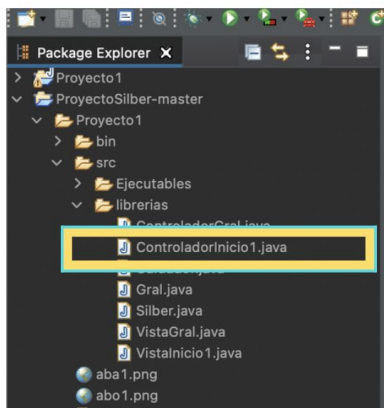 Package Explorer
Proyecto1
ProyectoSilber-master
Proyecto1
bin
src
Ejecutables
librerias
ControladorGral.java
ControladorInicio1.java
Gral.java
Silber.java
VistaGral.java
VistaInicio1.java
aba1.png
abo1.png